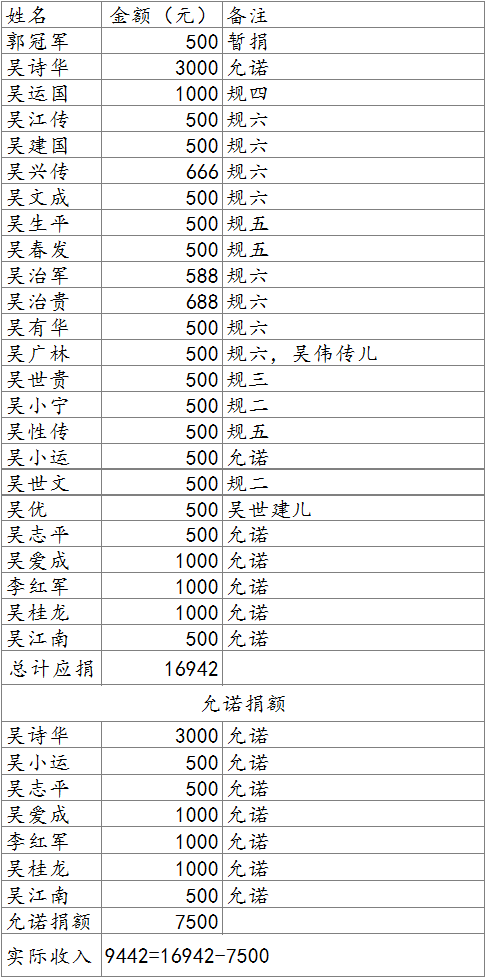 姓名 金额（元） 备注
郭冠军 500 暂捐
吴诗华 3000 允诺
吴运国 1000 规四
吴江传 500 规六
吴建国 500 规六
吴兴传 666 规六
吴文成 500 规六
吴生平 500 规五
吴春发 500 规五
吴治军 588 规六
吴治贵 688 规六
吴有华 500 规六
吴广林 500 规六，吴伟传儿
吴世贵 500 规三
吴小宁 500 规二
吴性传 500 规五
吴小运 500 允诺
吴世文 500 规二
吴优 500 吴世建儿
吴志平 500 允诺
吴爱成 1000 允诺
李红军 1000 允诺
吴桂龙 1000 允诺
吴江南 500 允诺
总计应捐 16942
允诺捐额
吴诗华 3000 允诺
吴小运 500 允诺
吴志平 500 允诺
吴爱成 1000 允诺
李红军 1000 允诺
吴桂龙 1000 允诺
吴江南 500 允诺
允诺捐额 7500
实际收入 9442=16942-7500